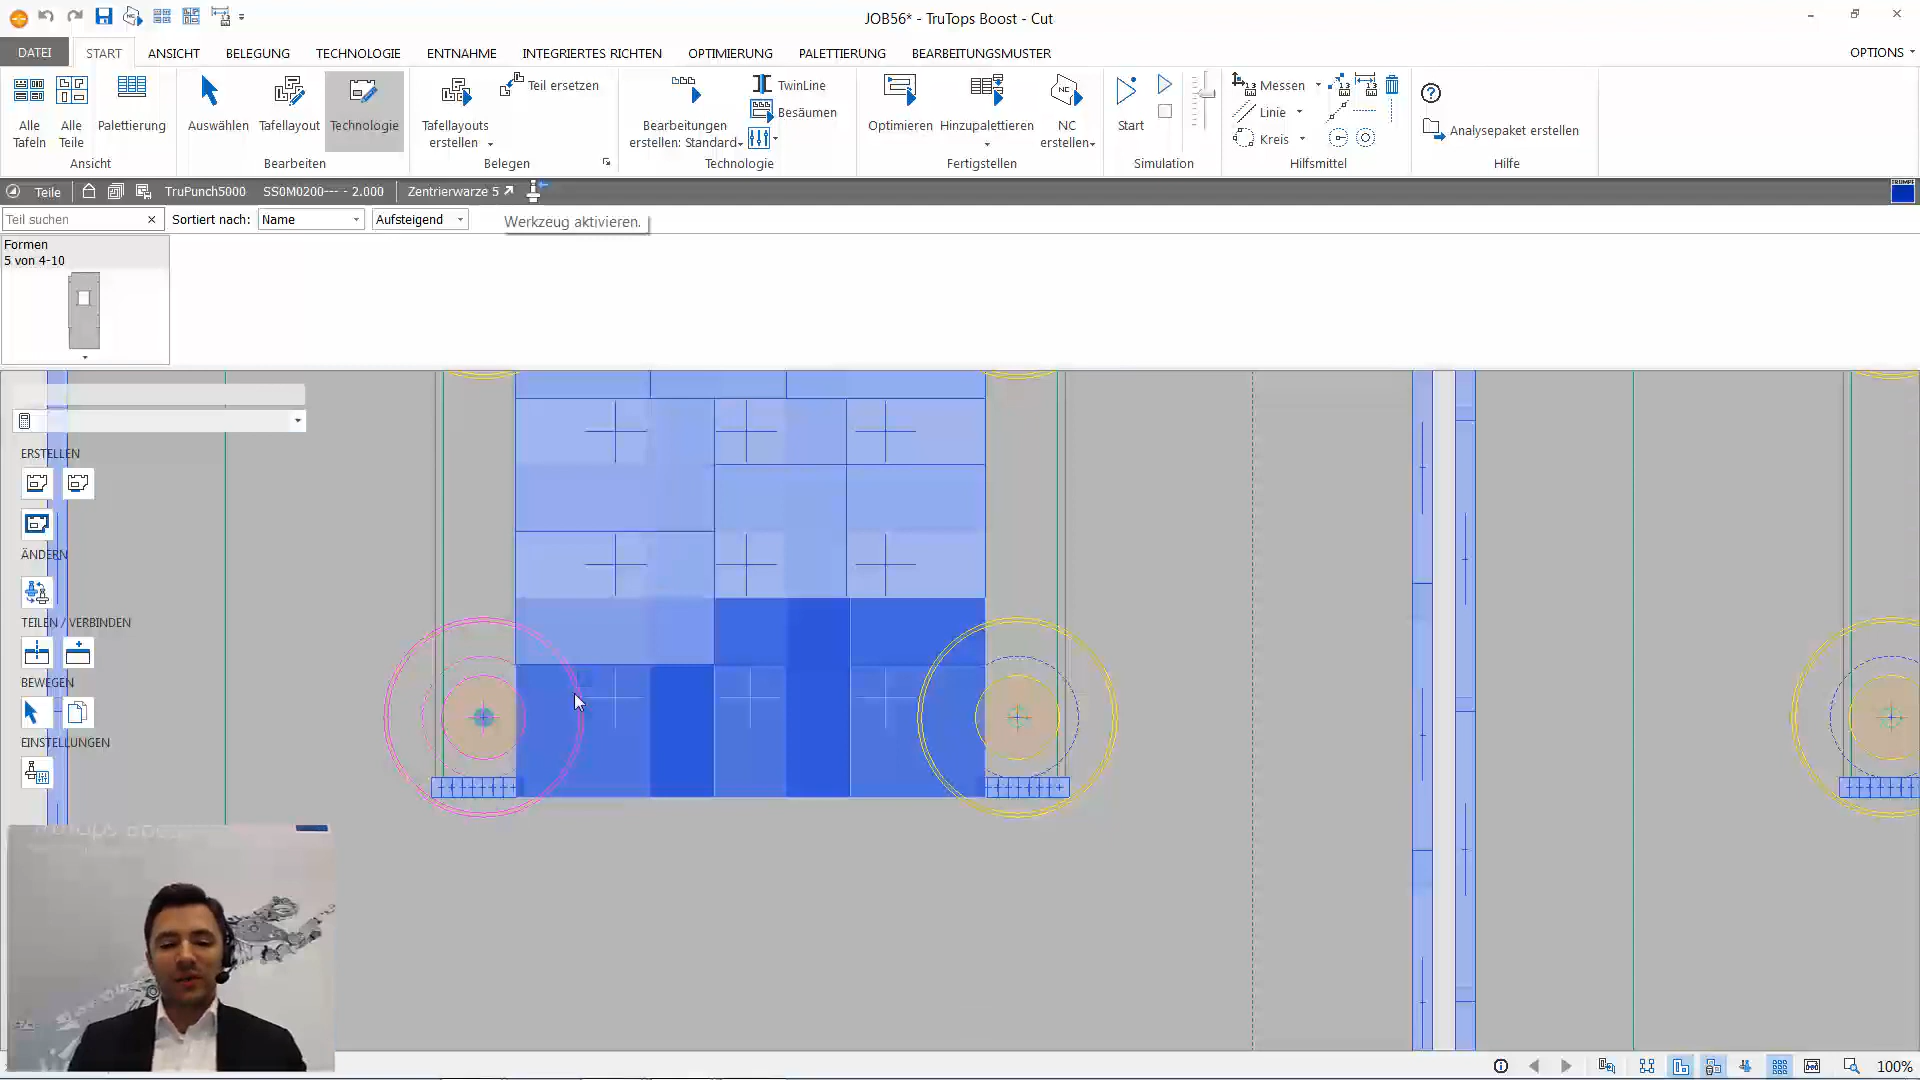 JOB56* - TruTops Boost - Cut
DATEI START ANSICHT BELEGUNG TECHNOLOGIE ENTNAHME INTEGRIERTES RICHTEN OPTIMIERUNG PALETTIERUNG BEARBEITUNGSMUSTER OPTIONS
Alle Tafeln
Alle Teile
Palettierung
Ansicht
Auswählen
Tafellayout
Technologie
Bearbeiten
Tafellayouts erstellen
Teil ersetzen
Belegen
Bearbeitungen erstellen: Standard
TwinLine
Besäumen
Technologie
Optimieren
Hinzupalettieren
NC
NC erstellen
Fertigstellen
Start
Simulation
Messen
Linie
Kreis
Hilfsmittel
Analysepaket erstellen
Hilfe
Teile TruPunch5000 SS0M0200--- - 2.000 Zentrierwarze 5
Teil suchen Sortiert nach: Name Aufsteigend
Werkzeug aktivieren.
Formen
5 von 4-10
ERSTELLEN
ÄNDERN
TEILEN / VERBINDEN
BEWEGEN
EINSTELLUNGEN
100%